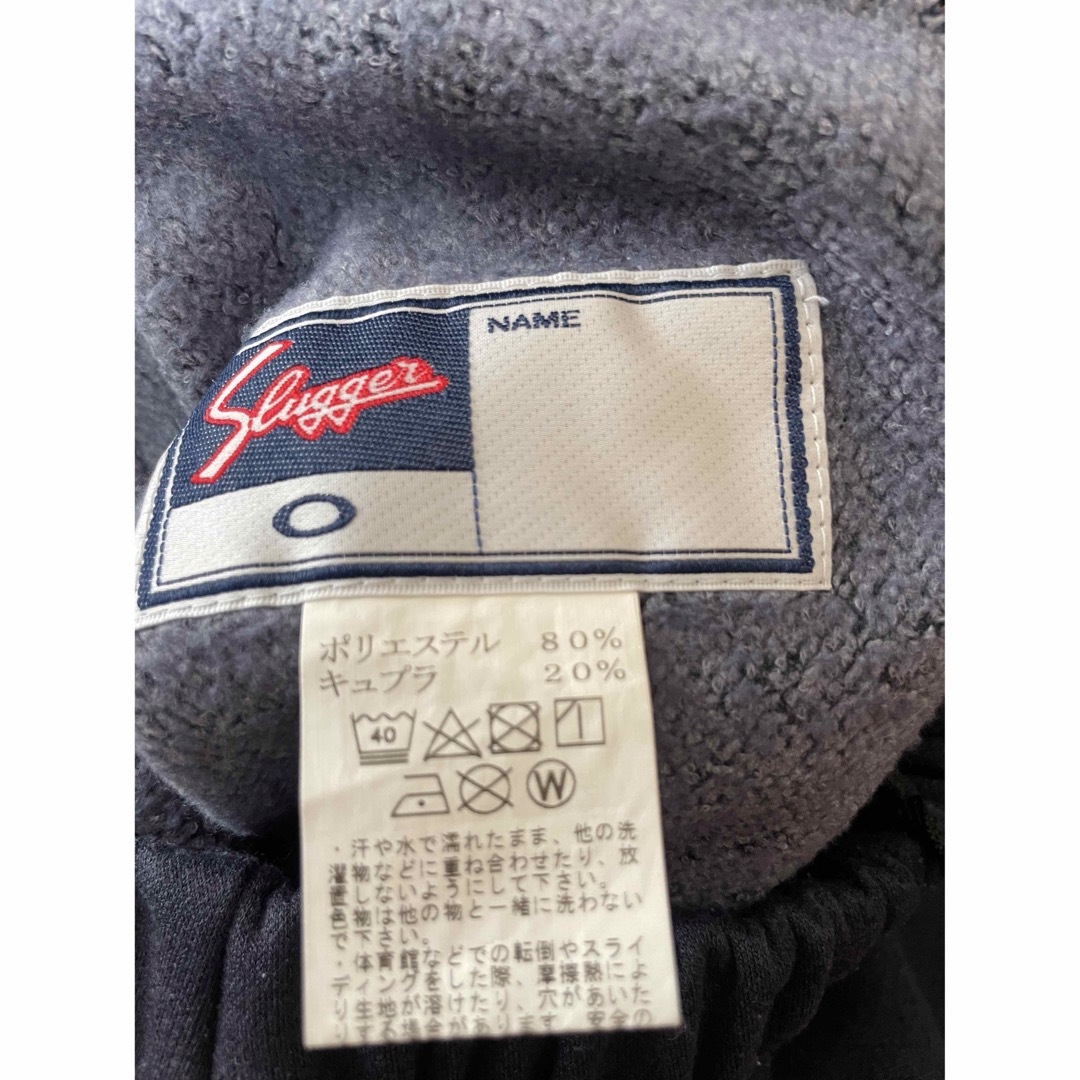 NAME
Slugger
ポリエステル 80%
キュプラ 20%
40
W
・汗や水で濡れたまま、他の洗
濯物などに重ね合わせたり、放
置しないようにして下さい。
色物は他の物と一緒に洗わない
で下さい。
・体育館などでの転倒やスライ
ディングをした際、摩擦熱によ
り生地が溶けたり、穴があいた
りする場合があります。安全の